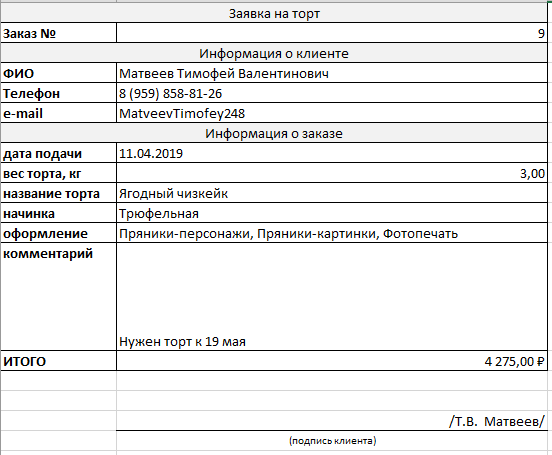 Заявка на торт
Заказ № 9
Информация о клиенте
ФИО Матвеев Тимофей Валентинович
Телефон 8 (959) 858-81-26
e-mail MatveevTimofey248
Информация о заказе
дата подачи 11.04.2019
вес торта, кг 3,00
название торта Ягодный чизкейк
начинка Трюфельная
оформление Пряники-персонажи, Пряники-картинки, Фотопечать
комментарий
Нужен торт к 19 мая
ИТОГО 4 275,00 ₽
/Т.В.  Матвеев/
(подпись клиента)